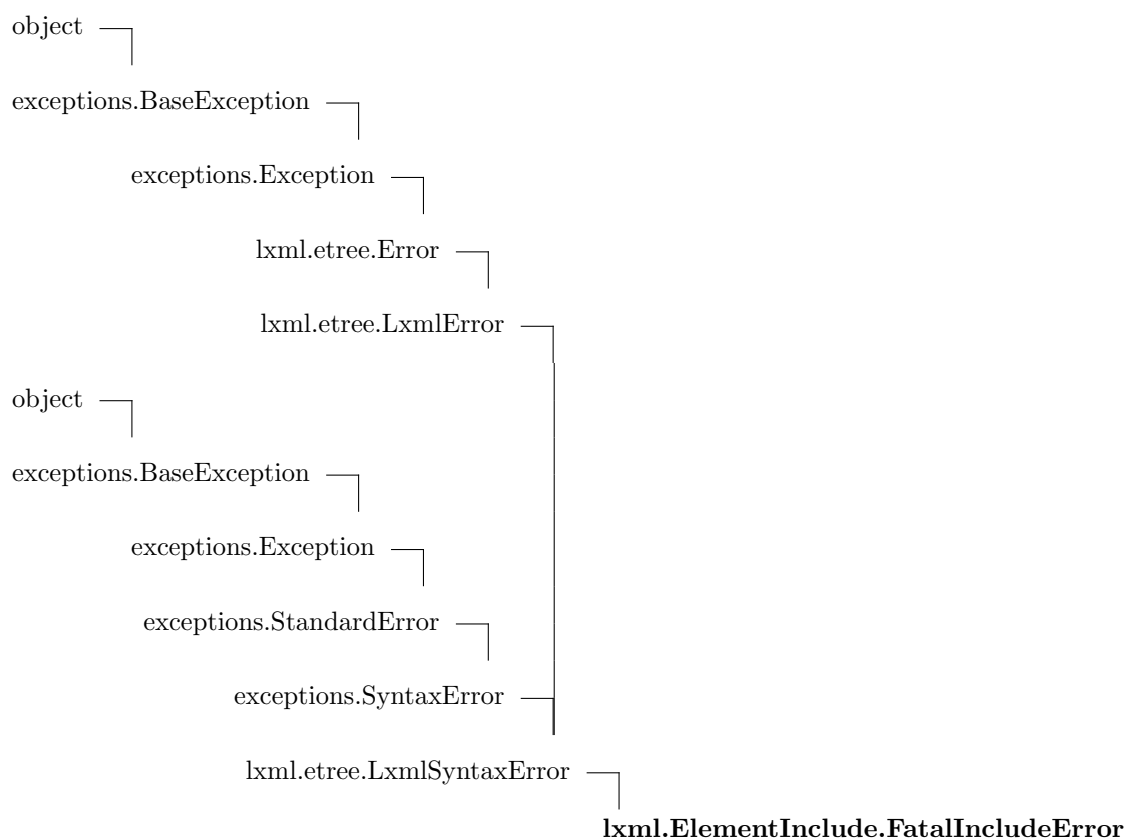 object
exceptions.BaseException
exceptions.Exception
lxml.etree.Error
lxml.etree.LxmlError
object
exceptions.BaseException
exceptions.Exception
exceptions.StandardError
exceptions.SyntaxError
lxml.etree.LxmlSyntaxError
lxml.ElementInclude.FatalIncludeError